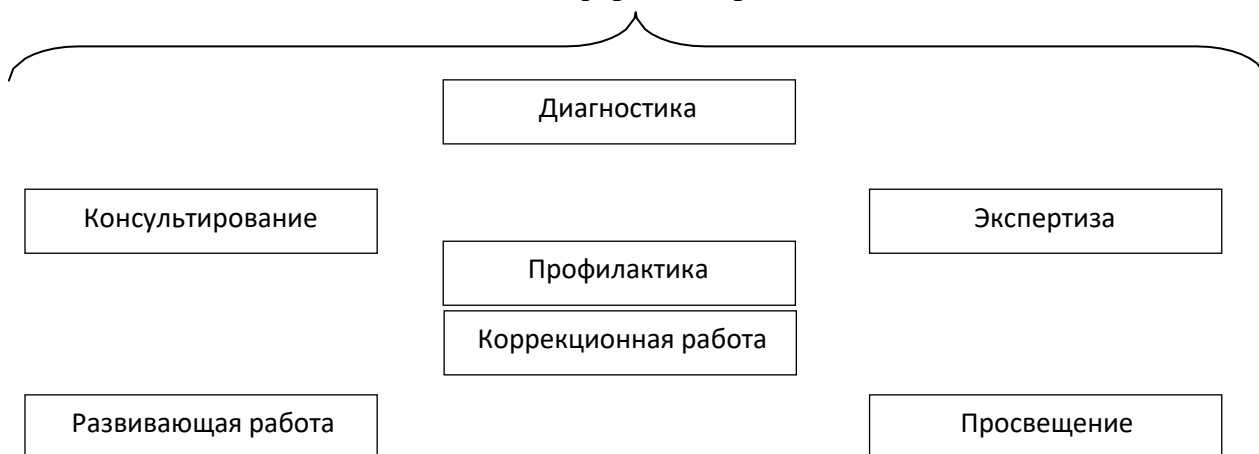 Диагностика
Консультирование
Экспертиза
Профилактика
Коррекционная работа
Развивающая работа
Просвещение